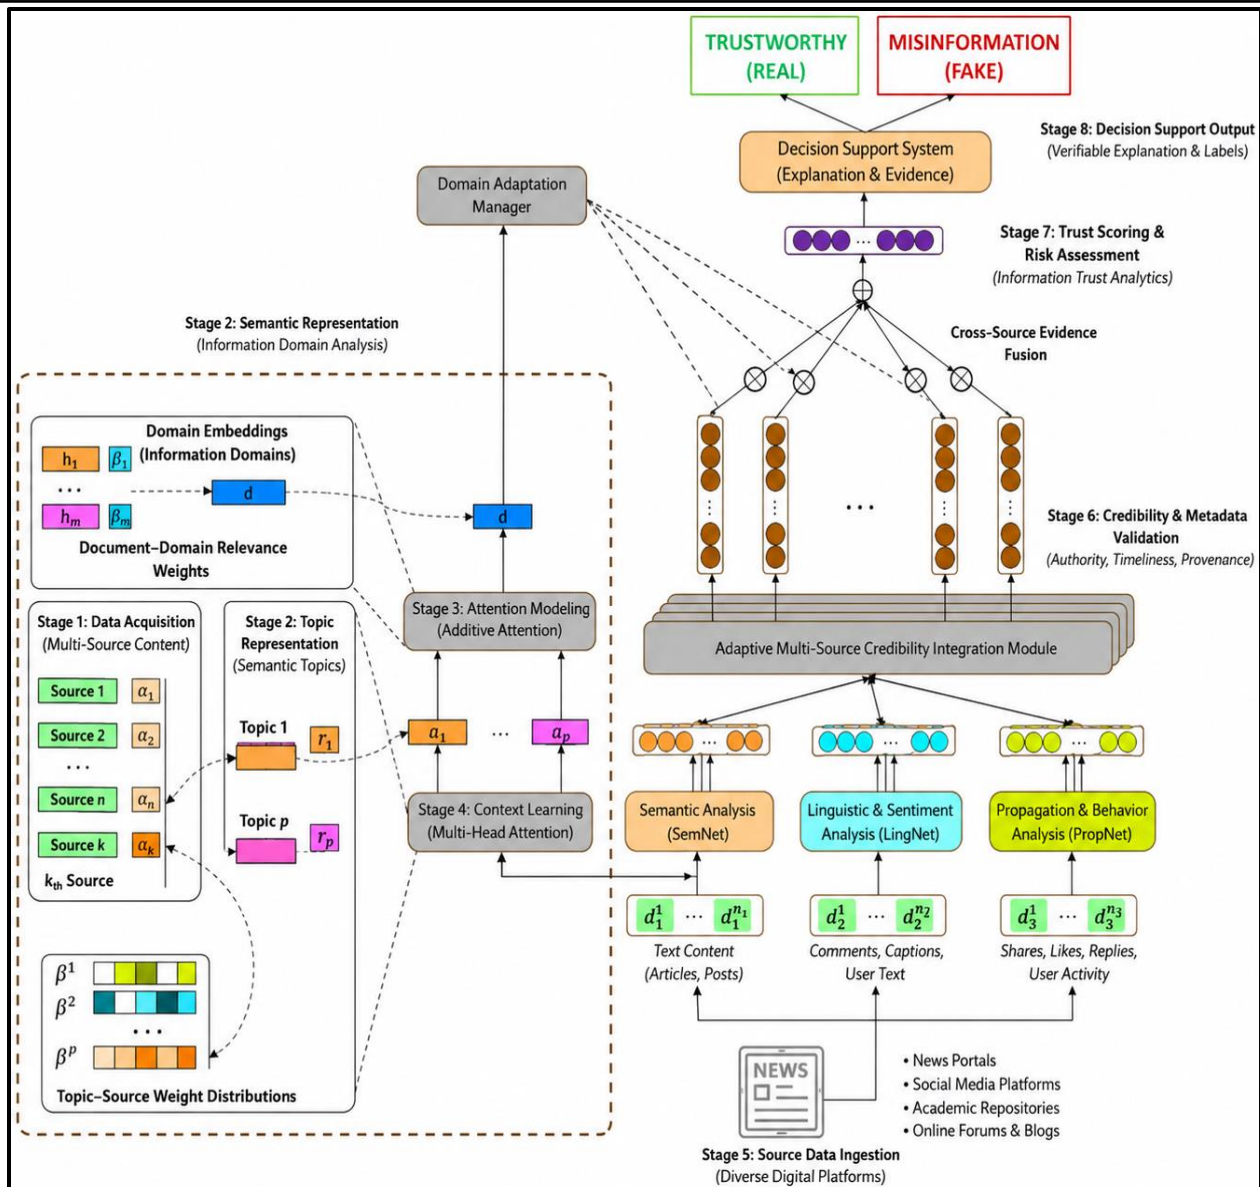 TRUSTWORTHY
(REAL)
MISINFORMATION
(FAKE)
Stage 8: Decision Support Output
(Verifiable Explanation & Labels)
Decision Support System
(Explanation & Evidence)
Domain Adaptation
Manager
...
Stage 7: Trust Scoring &
Risk Assessment
(Information Trust Analytics)
Stage 2: Semantic Representation
(Information Domain Analysis)
Cross-Source Evidence
Fusion
Domain Embeddings
(Information Domains)
h₁ β₁
...
hₘ βₘ
d
d
Document–Domain Relevance
Weights
...
Stage 6: Credibility & Metadata
Validation
(Authority, Timeliness, Provenance)
Stage 3: Attention Modeling
(Additive Attention)
Adaptive Multi-Source Credibility Integration Module
Stage 1: Data Acquisition
(Multi-Source Content)
Source 1 α₁
Source 2 α₂
...
Source n αₙ
Source k αₖ
kₜₕ Source
Stage 2: Topic
Representation
(Semantic Topics)
Topic 1 r₁
Topic p rₚ
a₁ ... aₚ
Stage 4: Context Learning
(Multi-Head Attention)
... ... ...
Semantic Analysis
(SemNet)
Linguistic & Sentiment
Analysis (LingNet)
Propagation & Behavior
Analysis (PropNet)
d₁¹ ... d₁ⁿ¹
d₂¹ ... d₂ⁿ²
d₃¹ ... d₃ⁿ³
Text Content
(Articles, Posts)
Comments, Captions,
User Text
Shares, Likes, Replies,
User Activity
β¹
β²
...
βᵖ
Topic–Source Weight Distributions
NEWS
• News Portals
• Social Media Platforms
• Academic Repositories
• Online Forums & Blogs
Stage 5: Source Data Ingestion
(Diverse Digital Platforms)